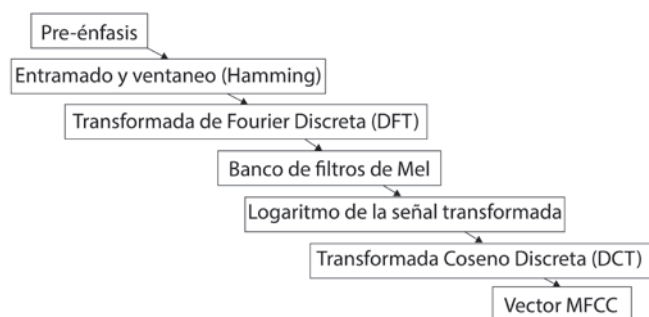 Pre-énfasis
Entramado y ventaneo (Hamming)
Transformada de Fourier Discreta (DFT)
Banco de filtros de Mel
Logaritmo de la señal transformada
Transformada Coseno Discreta (DCT)
Vector MFCC